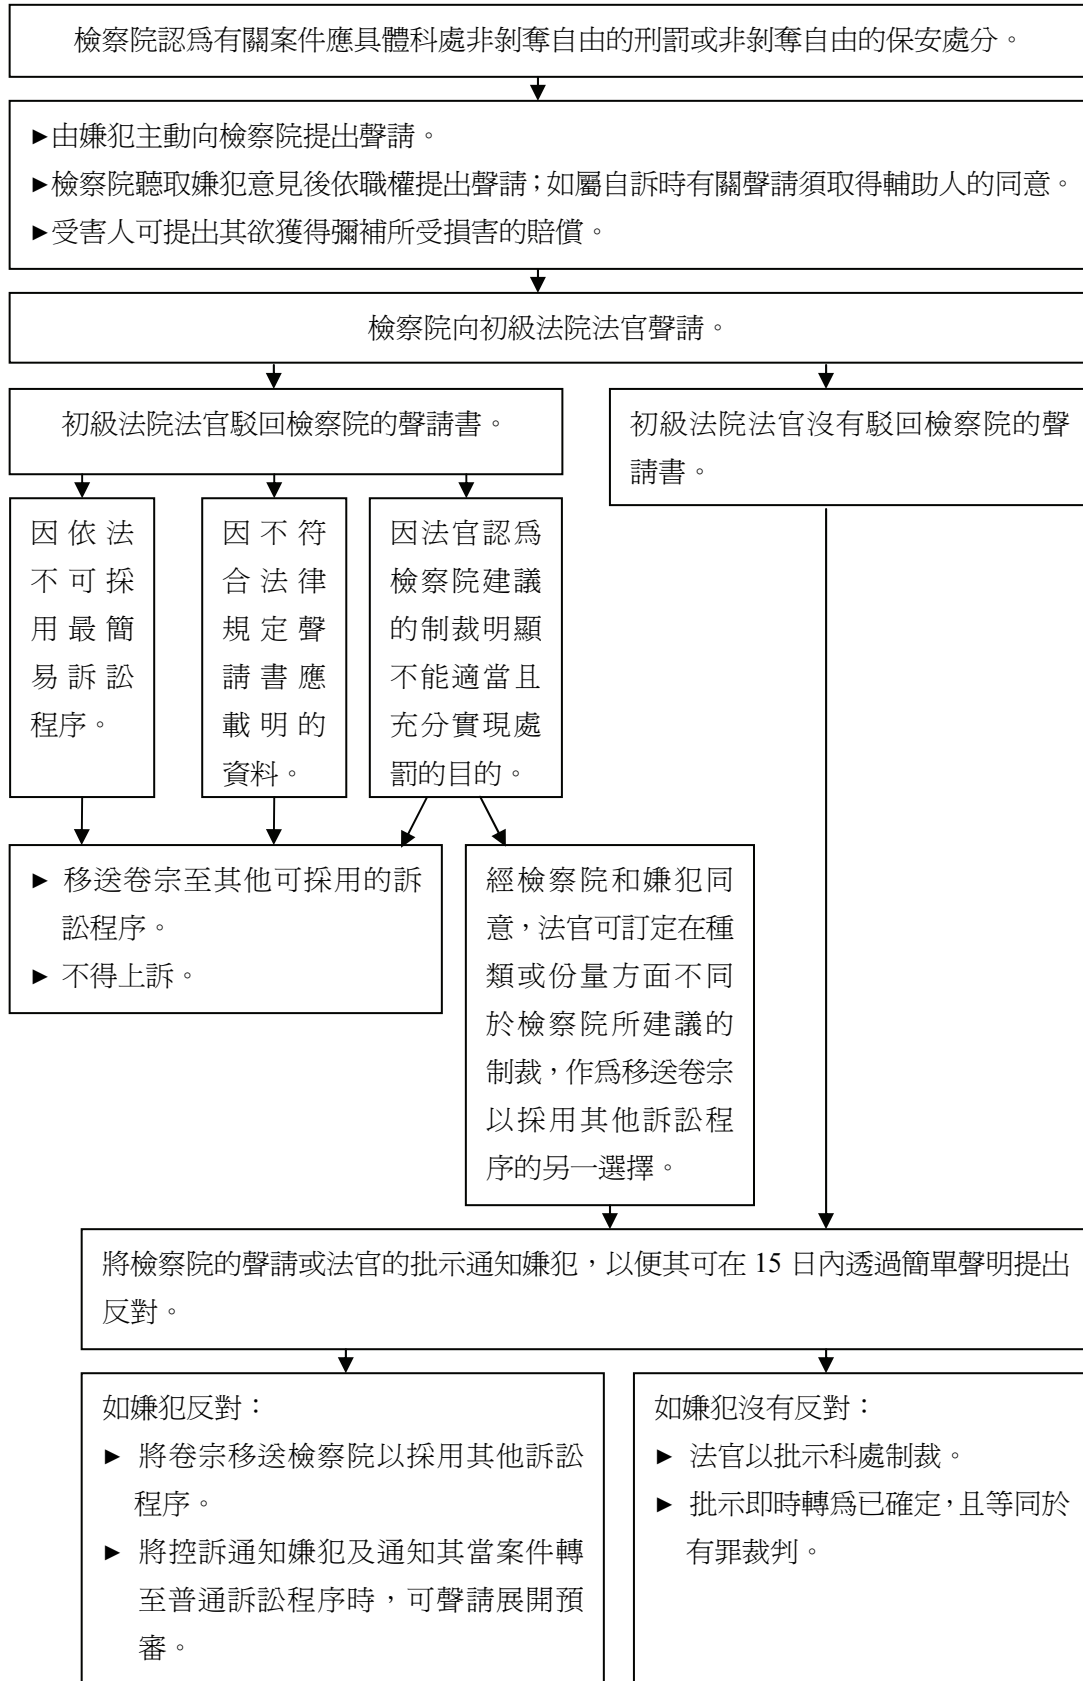 檢察院認爲有關案件應具體科處非剝奪自由的刑罰或非剝奪自由的保安處分。
►由嫌犯主動向檢察院提出聲請。
►檢察院聽取嫌犯意見後依職權提出聲請；如屬自訴時有關聲請須取得輔助人的同意。
►受害人可提出其欲獲得彌補所受損害的賠償。
檢察院向初級法院法官聲請。
初級法院法官駁回檢察院的聲請書。
初級法院法官沒有駁回檢察院的聲
請書。
因依法
不可採
用最簡
易訴訟
程序。
因不符
合法律
規定聲
請書應
載明的
資料。
因法官認爲
檢察院建議
的制裁明顯
不能適當且
充分實現處
罰的目的。
► 移送卷宗至其他可採用的訴
訟程序。
► 不得上訴。
經檢察院和嫌犯同
意，法官可訂定在種
類或份量方面不同
於檢察院所建議的
制裁，作爲移送卷宗
以採用其他訴訟程
序的另一選擇。
將檢察院的聲請或法官的批示通知嫌犯，以便其可在 15 日內透過簡單聲明提出
反對。
如嫌犯反對：
► 將卷宗移送檢察院以採用其他訴訟
程序。
► 將控訴通知嫌犯及通知其當案件轉
至普通訴訟程序時，可聲請展開預
審。
如嫌犯沒有反對：
► 法官以批示科處制裁。
► 批示即時轉爲已確定，且等同於
有罪裁判。